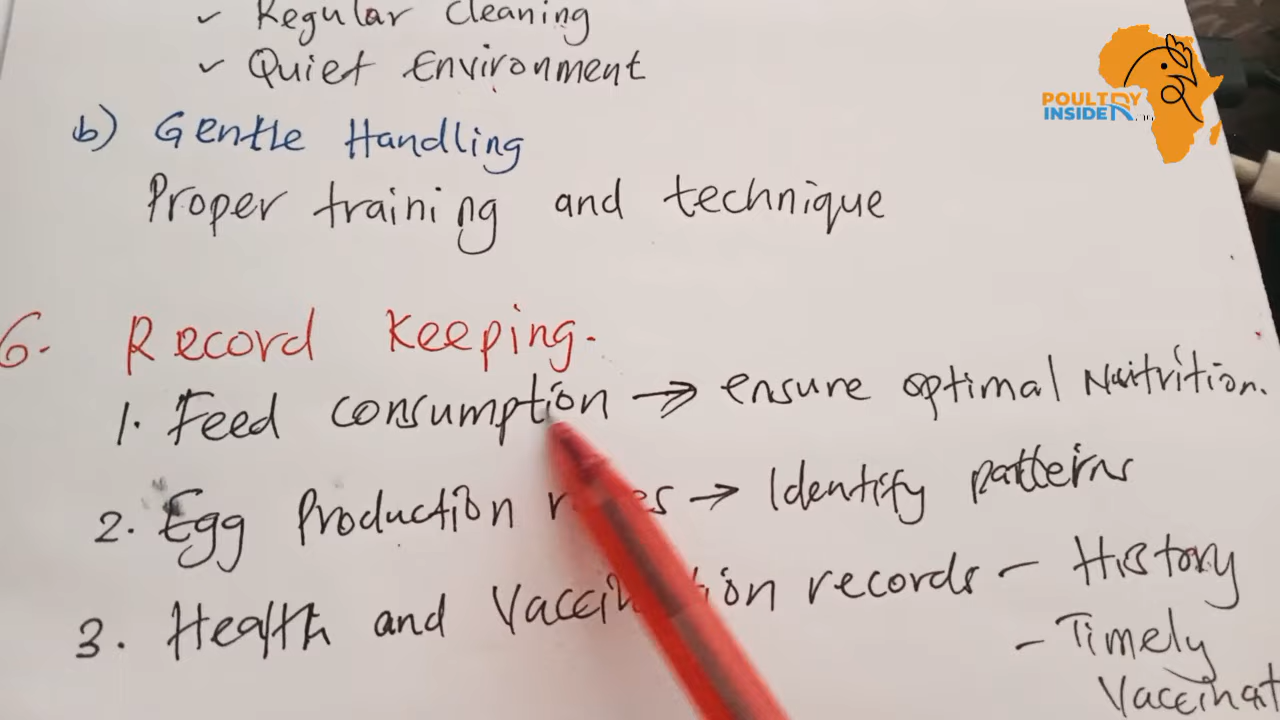 ✓ Regular Cleaning
✓ Quiet Environment
b) Gentle Handling
Proper training and technique
6. Record Keeping.
1. Feed consumption → ensure optimal Nutrition.
2. Egg Production → Identify patterns
3. Health and records - History
- Timely
POULTRY
INSIDER